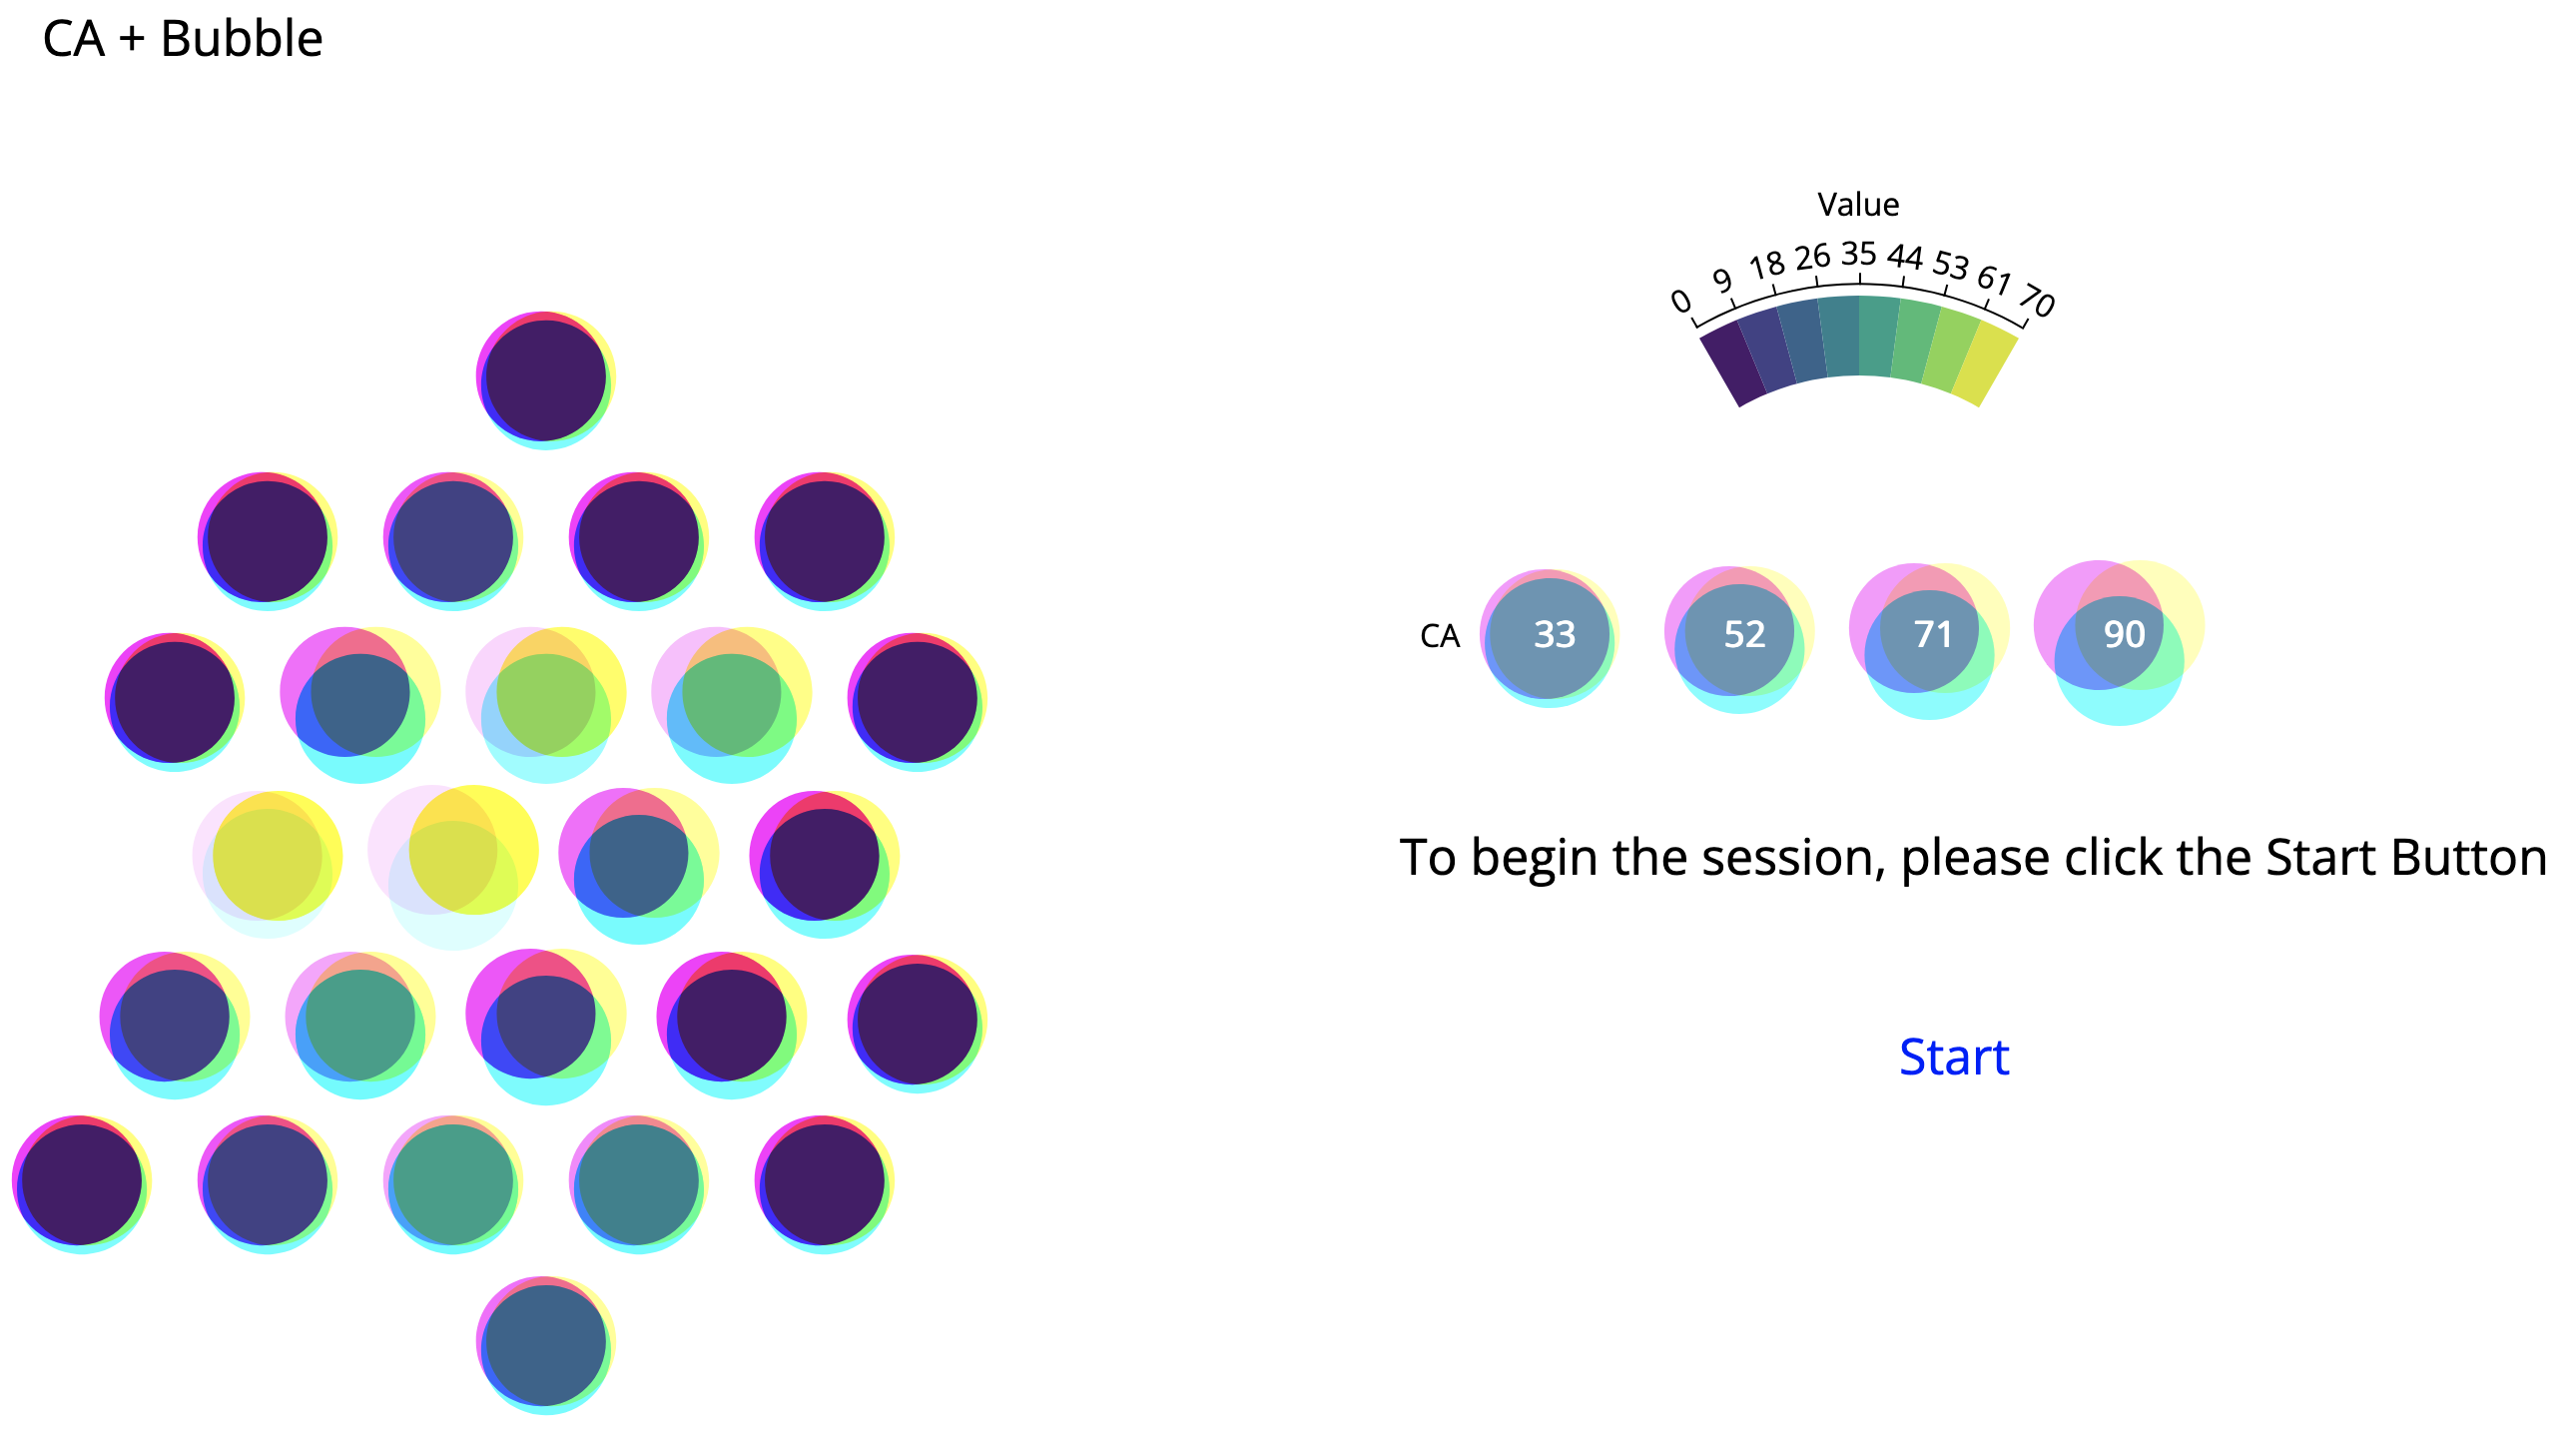 CA + Bubble
Value
0 9 18 26 35 44 53 61 70
CA 33 52 71 90
To begin the session, please click the Start Button
Start